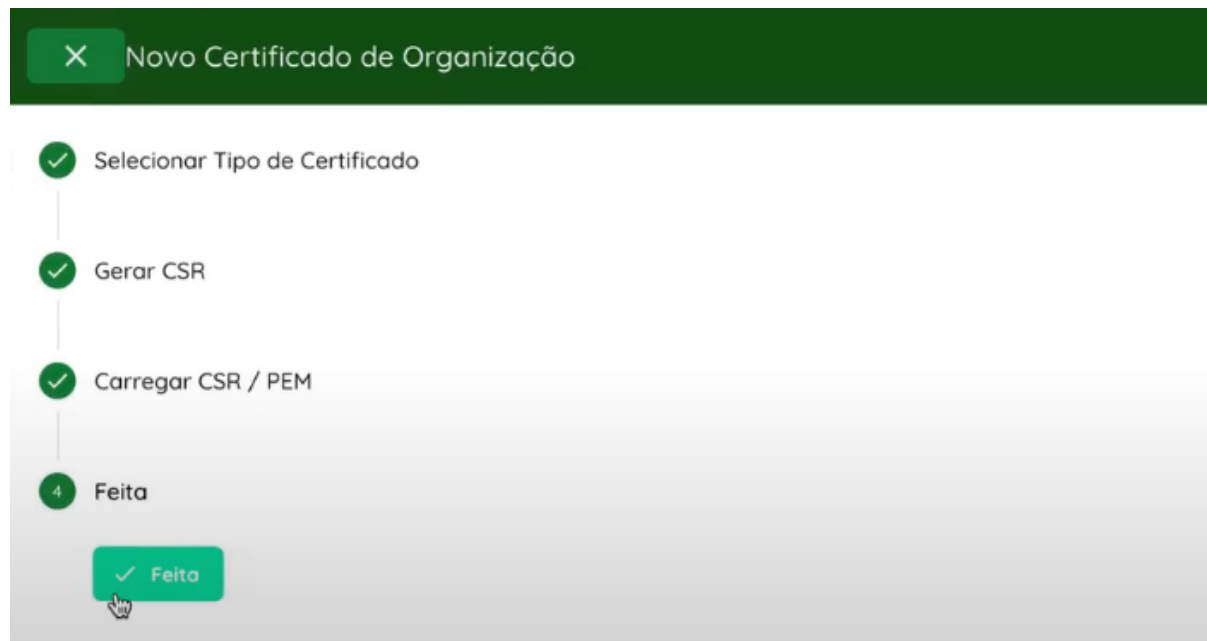 Novo Certificado de Organização
Selecionar Tipo de Certificado
Gerar CSR
Carregar CSR / PEM
4 Feita
Feita